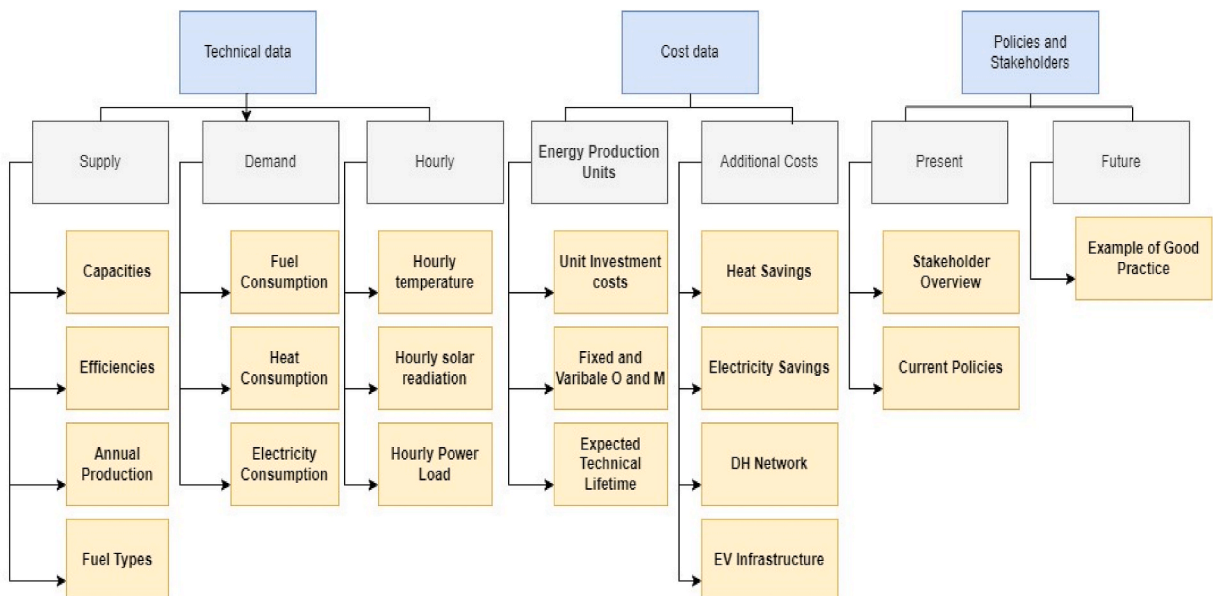 Technical data
Cost data
Policies and
Stakeholders
Supply
Demand
Hourly
Energy Production
Units
Additional Costs
Present
Future
Capacities
Fuel
Consumption
Hourly
temperature
Unit Investment
costs
Heat Savings
Stakeholder
Overview
Example of Good
Practice
Efficiencies
Heat
Consumption
Hourly solar
readiation
Fixed and
Varibale O and M
Electricity Savings
Current Policies
Annual
Production
Electricity
Consumption
Hourly Power
Load
Expected
Technical
Lifetime
DH Network
Fuel Types
EV Infrastructure